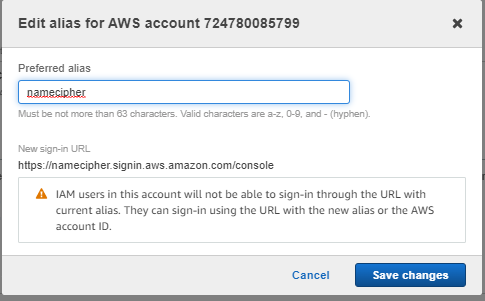 Edit alias for AWS account 724780085799
Preferred alias
namecipher
Must be not more than 63 characters. Valid characters are a-z, 0-9, and - (hyphen).
New sign-in URL
https://namecipher.signin.aws.amazon.com/console
IAM users in this account will not be able to sign-in through the URL with
current alias. They can sign-in using the URL with the new alias or the AWS
account ID.
Cancel
Save changes